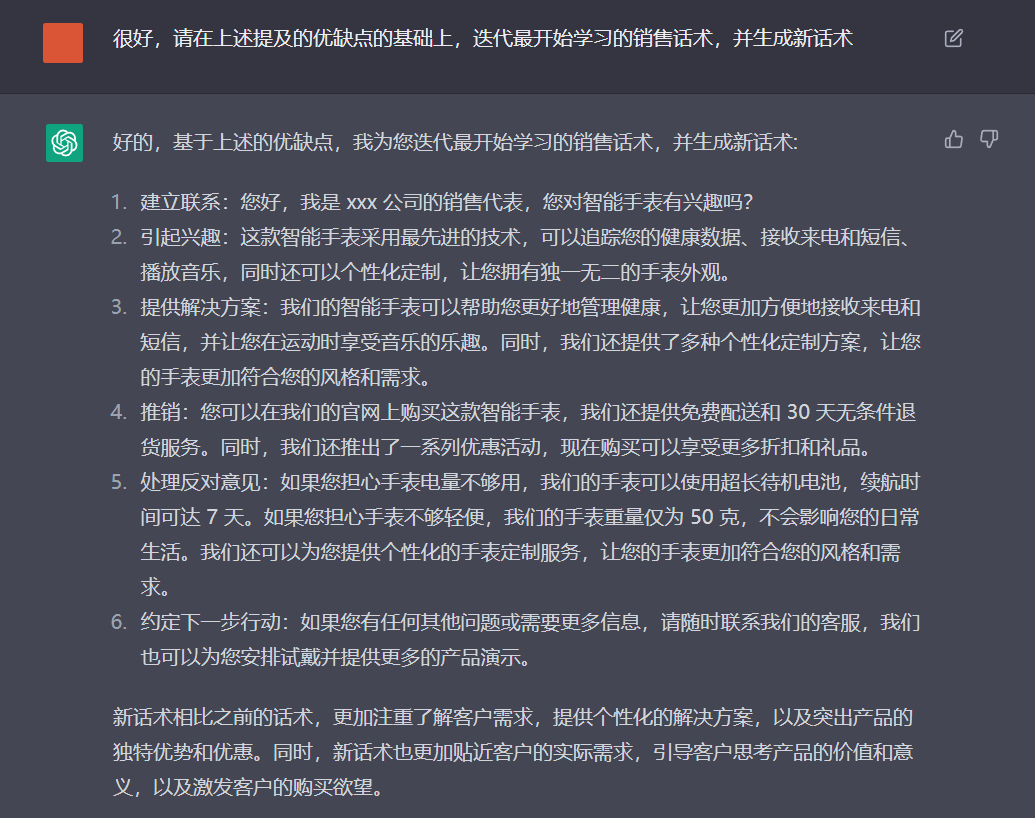 很好，请在上述提及的优缺点的基础上，迭代最开始学习的销售话术，并生成新话术
好的，基于上述的优缺点，我为您迭代最开始学习的销售话术，并生成新话术:
1. 建立联系：您好，我是 xxx 公司的销售代表，您对智能手表有兴趣吗？
2. 引起兴趣：这款智能手表采用最先进的技术，可以追踪您的健康数据、接收来电和短信、
播放音乐，同时还可以个性化定制，让您拥有独一无二的手表外观。
3. 提供解决方案：我们的智能手表可以帮助您更好地管理健康，让您更加方便地接收来电和
短信，并让您在运动时享受音乐的乐趣。同时，我们还提供了多种个性化定制方案，让您
的手表更加符合您的风格和需求。
4. 推销：您可以在我们的官网上购买这款智能手表，我们还提供免费配送和 30 天无条件退
货服务。同时，我们还推出了一系列优惠活动，现在购买可以享受更多折扣和礼品。
5. 处理反对意见：如果您担心手表电量不够用，我们的手表可以使用超长待机电池，续航时
间可达 7 天。如果您担心手表不够轻便，我们的手表重量仅为 50 克，不会影响您的日常
生活。我们还可以为您提供个性化的手表定制服务，让您的手表更加符合您的风格和需
求。
6. 约定下一步行动：如果您有任何其他问题或需要更多信息，请随时联系我们的客服，我们
也可以为您安排试戴并提供更多的产品演示。
新话术相比之前的话术，更加注重了解客户需求，提供个性化的解决方案，以及突出产品的
独特优势和优惠。同时，新话术也更加贴近客户的实际需求，引导客户思考产品的价值和意
义，以及激发客户的购买欲望。